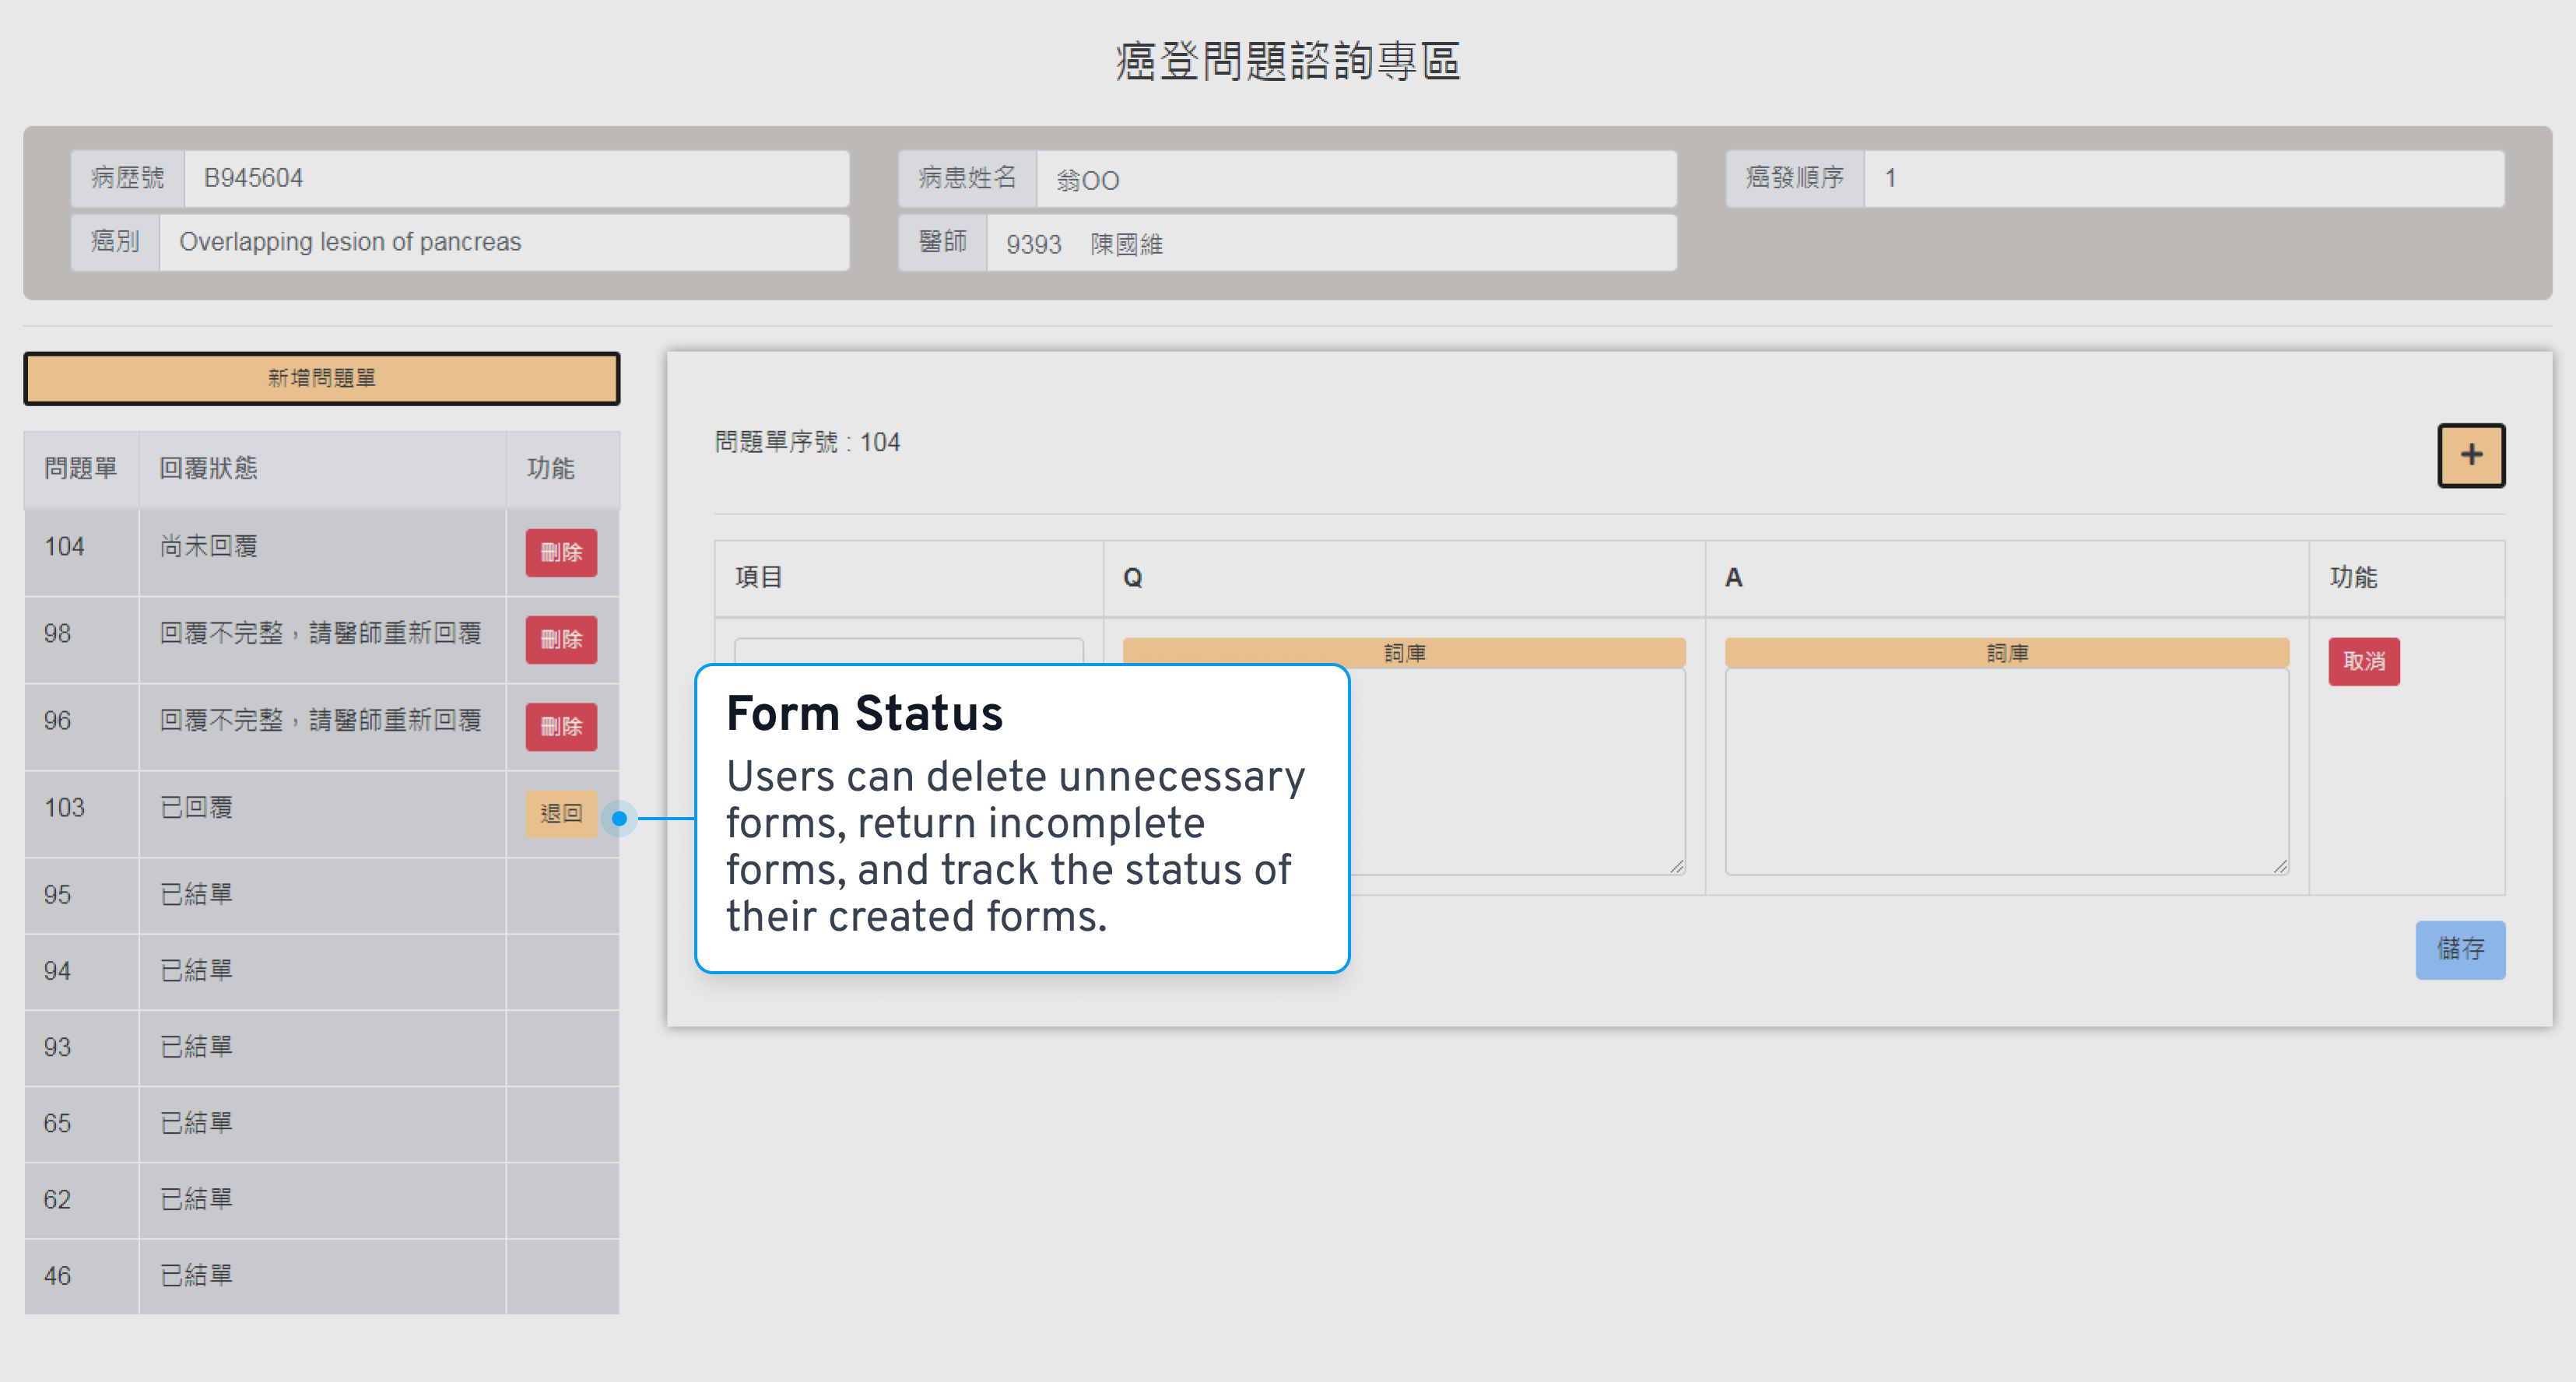 癌登問題諮詢專區
病歷號 B945604 病患姓名 翁OO 癌發順序 1
癌別 Overlapping lesion of pancreas 醫師 9393 陳國維
新增問題單
問題單 回覆狀態 功能
104 尚未回覆 刪除
98 回覆不完整，請醫師重新回覆 刪除
96 回覆不完整，請醫師重新回覆 刪除
103 已回覆 退回
95 已結單
94 已結單
93 已結單
65 已結單
62 已結單
46 已結單
問題單序號 : 104
+
項目 Q A 功能
詞庫 詞庫 取消
Form Status
Users can delete unnecessary
forms, return incomplete
forms, and track the status of
their created forms.
儲存